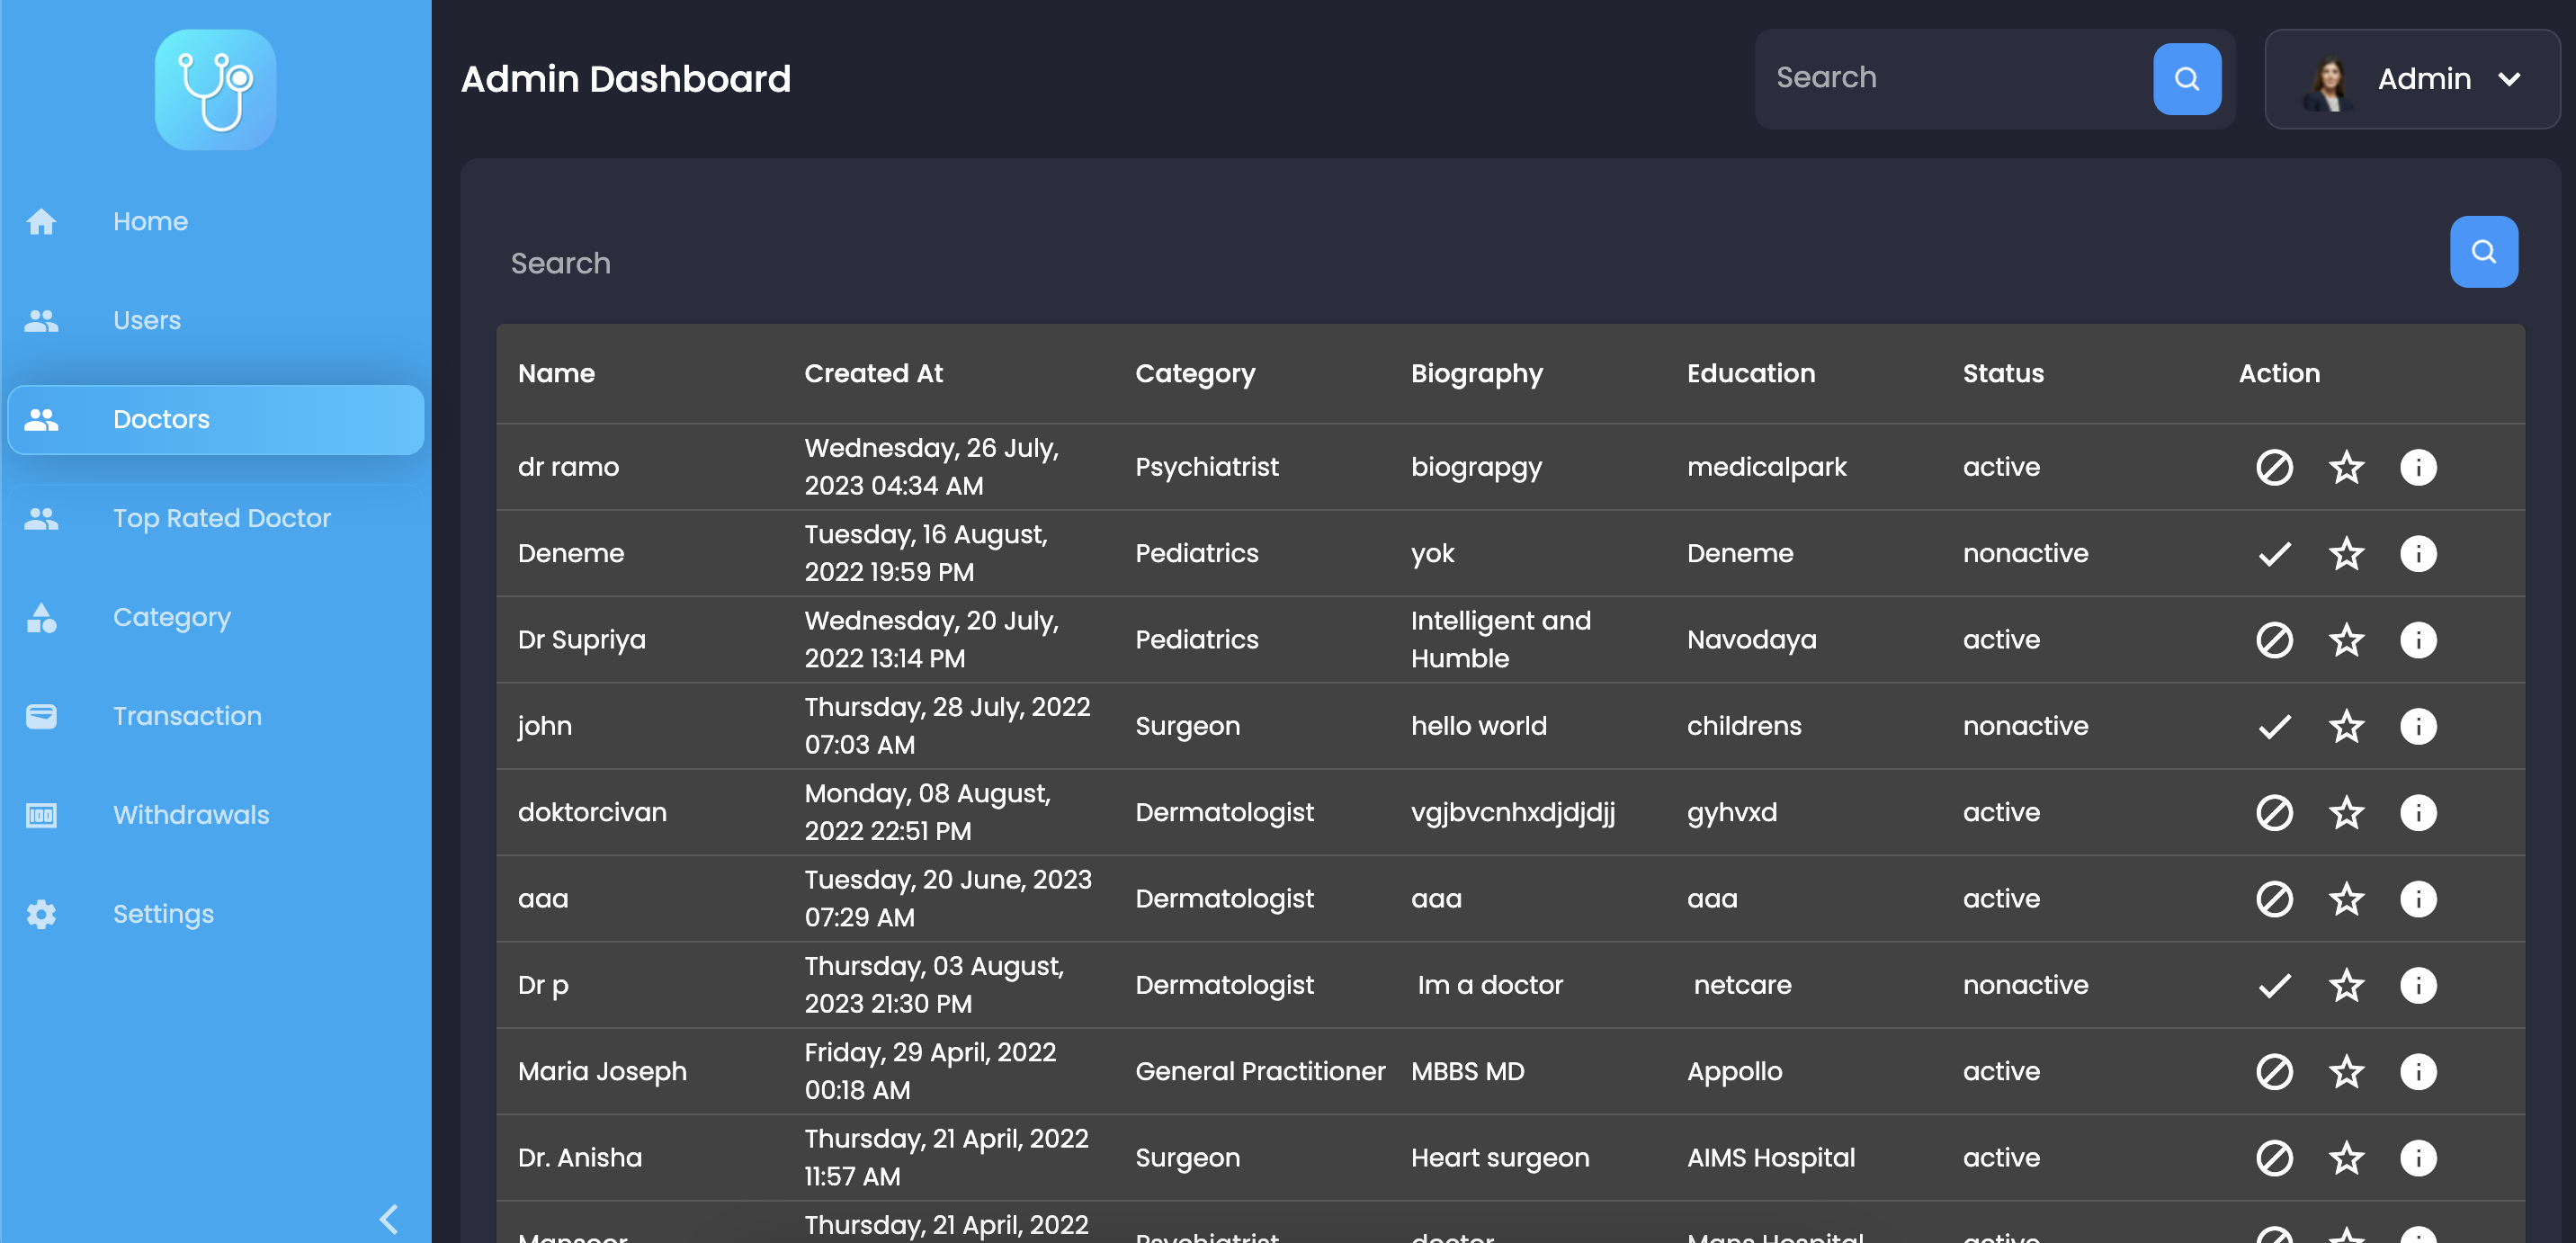 Admin Dashboard
Search
Admin
Home
Users
Doctors
Top Rated Doctor
Category
Transaction
Withdrawals
Settings
Search
Name Created At Category Biography Education Status Action
dr ramo Wednesday, 26 July, 2023 04:34 AM Psychiatrist biograpgy medicalpark active
Deneme Tuesday, 16 August, 2022 19:59 PM Pediatrics yok Deneme nonactive
Dr Supriya Wednesday, 20 July, 2022 13:14 PM Pediatrics Intelligent and Humble Navodaya active
john Thursday, 28 July, 2022 07:03 AM Surgeon hello world childrens nonactive
doktorcivan Monday, 08 August, 2022 22:51 PM Dermatologist vgjbvcnhxdjdjdjj gyhvxd active
aaa Tuesday, 20 June, 2023 07:29 AM Dermatologist aaa aaa active
Dr p Thursday, 03 August, 2023 21:30 PM Dermatologist Im a doctor netcare nonactive
Maria Joseph Friday, 29 April, 2022 00:18 AM General Practitioner MBBS MD Appollo active
Dr. Anisha Thursday, 21 April, 2022 11:57 AM Surgeon Heart surgeon AIMS Hospital active
Thursday, 21 April, 2022 Psychiatrist doctor Hospital active